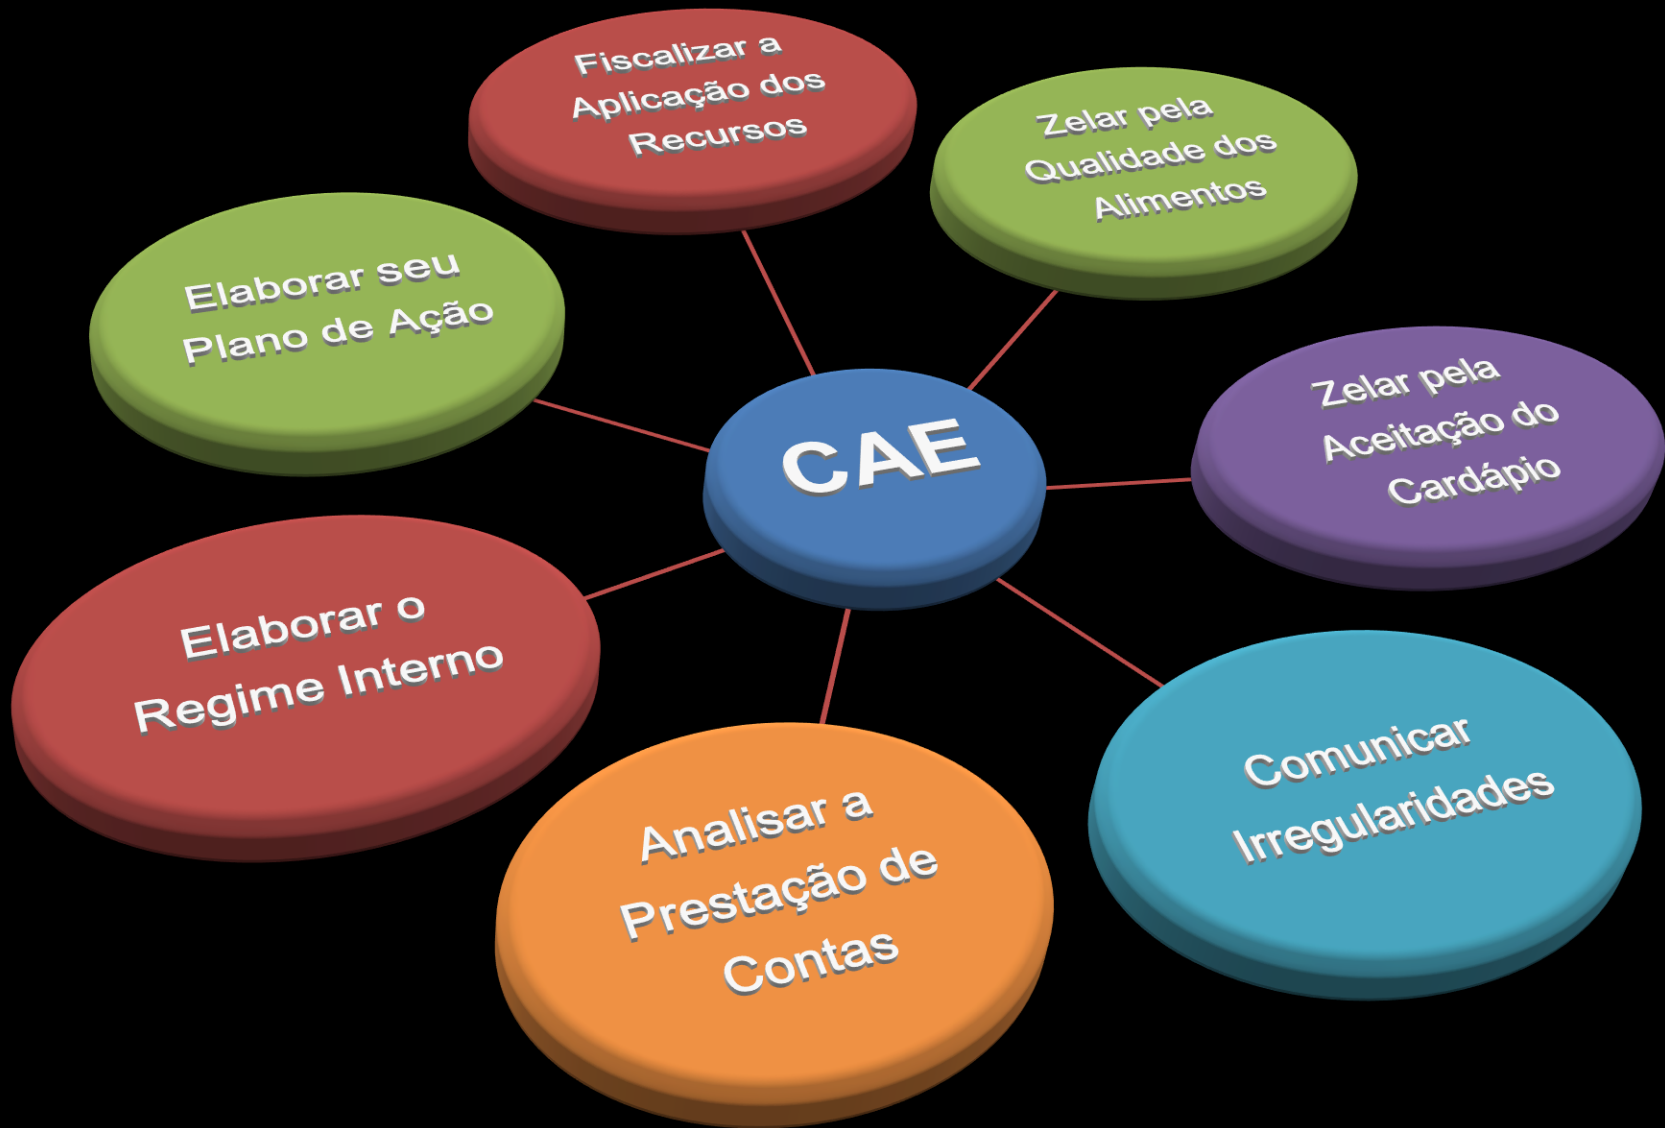 Fiscalizar a
Aplicação dos
Recursos
Zelar pela
Qualidade dos
Alimentos
Elaborar seu
Plano de Ação
Zelar pela
Aceitação do
Cardápio
CAE
Elaborar o
Regime Interno
Comunicar
Irregularidades
Analisar a
Prestação de
Contas